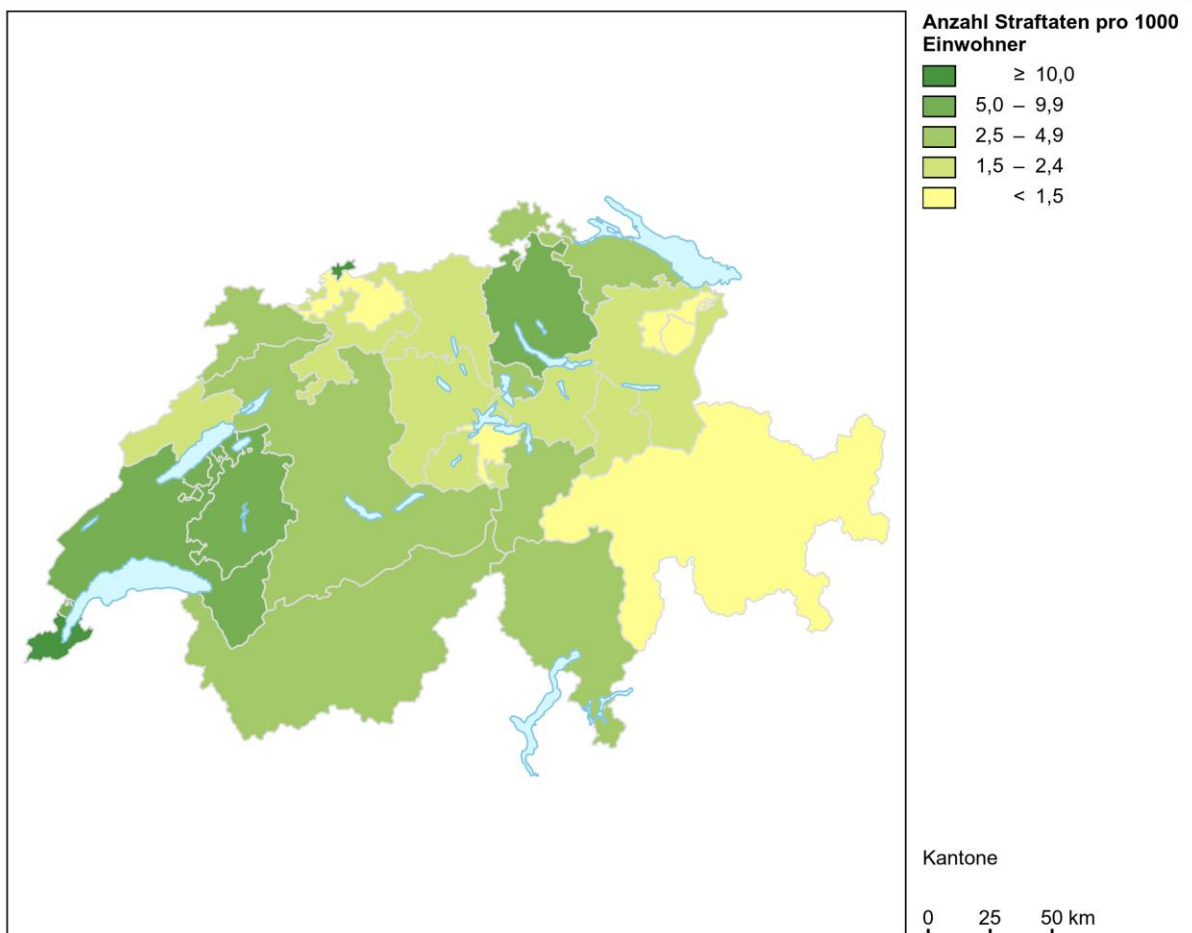 Anzahl Straftaten pro 1000
Einwohner
≥ 10,0
5,0 – 9,9
2,5 – 4,9
1,5 – 2,4
< 1,5
Kantone
0 25 50 km